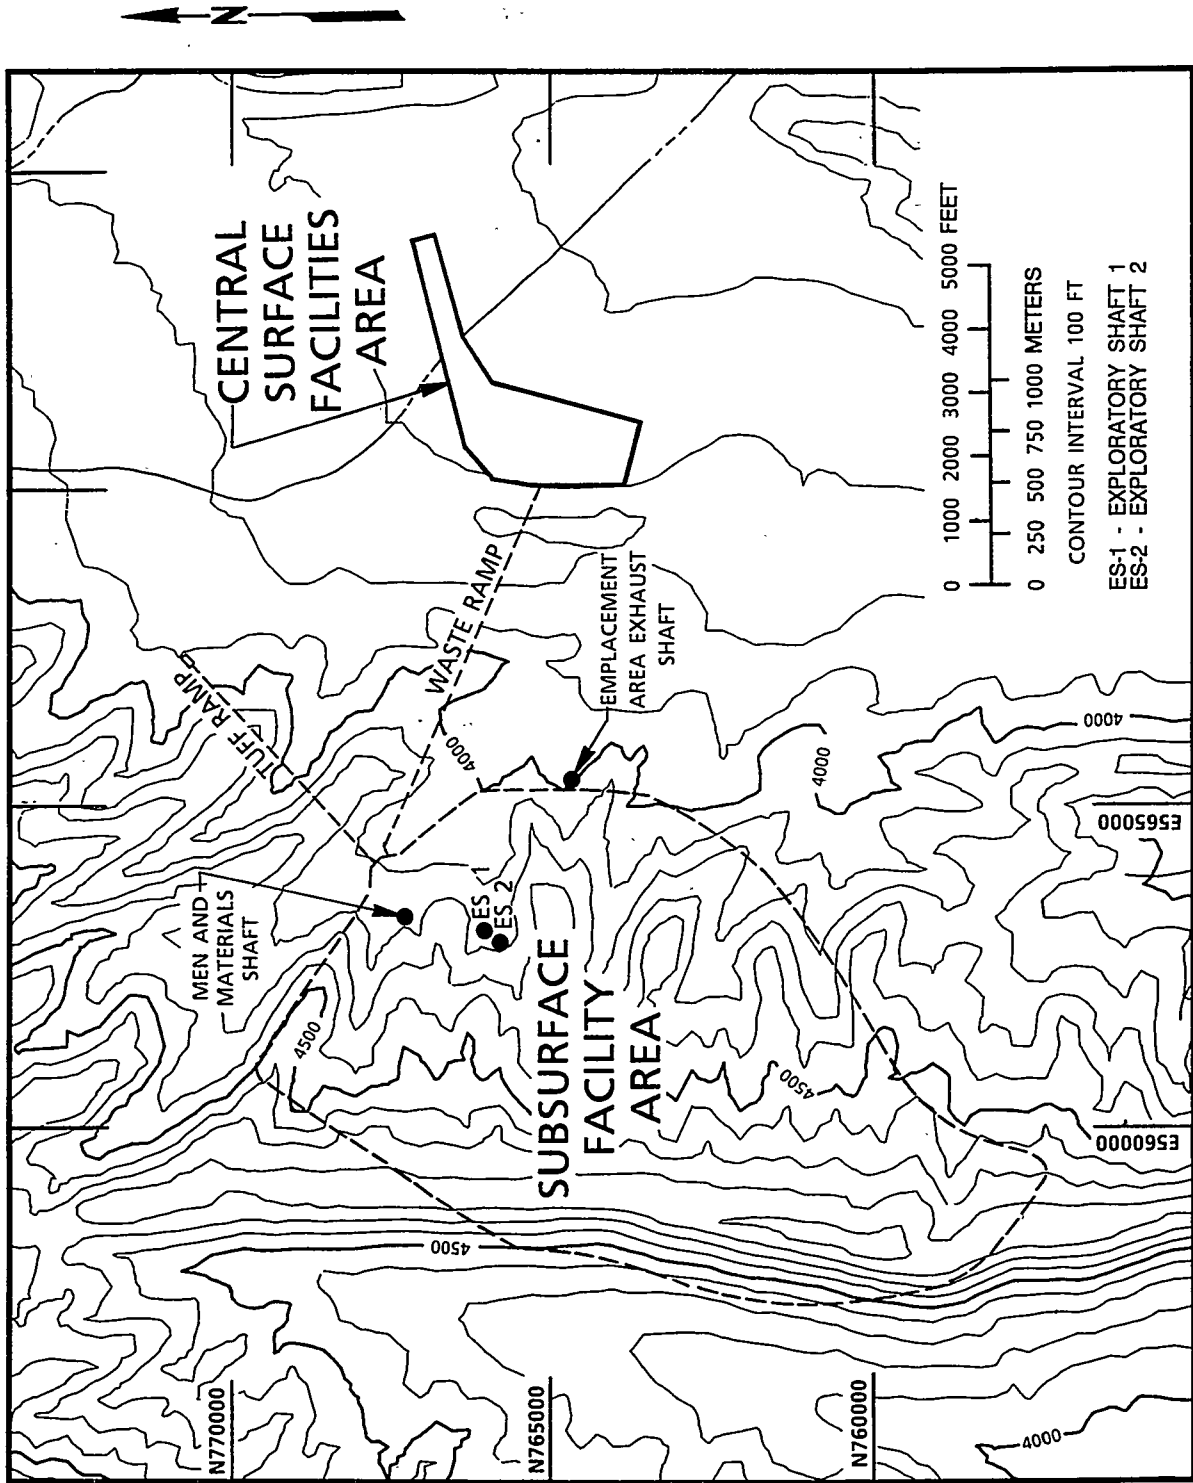 N
CENTRAL
SURFACE
FACILITIES
AREA
TUFF RAMP
WASTE RAMP
MEN AND
MATERIALS
SHAFT
EMPLACEMENT
AREA EXHAUST
SHAFT
ES 1
ES 2
SUBSURFACE
FACILITY
AREA
4000
4000
4000
4500
4500
4500
4000
N770000
N765000
N760000
E565000
E560000
0 1000 2000 3000 4000 5000 FEET
0 250 500 750 1000 METERS
CONTOUR INTERVAL 100 FT
ES-1 - EXPLORATORY SHAFT 1
ES-2 - EXPLORATORY SHAFT 2